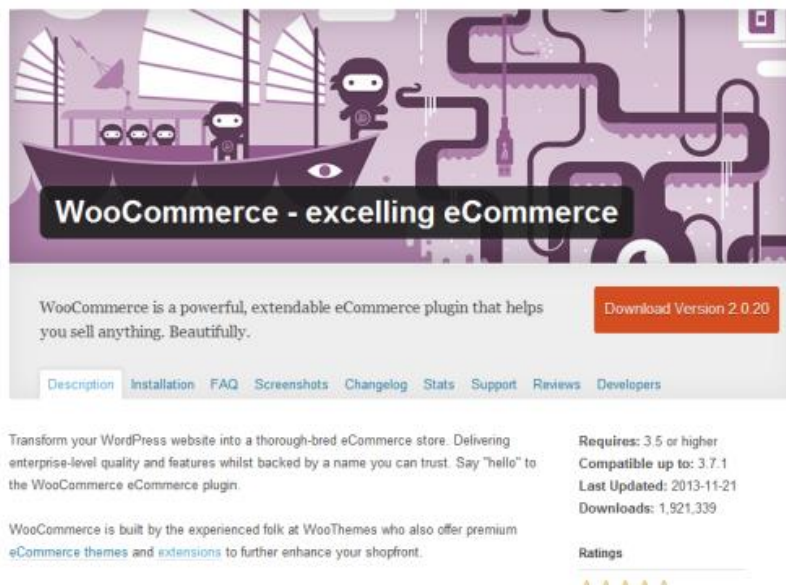 WooCommerce - excelling eCommerce
WooCommerce is a powerful, extendable eCommerce plugin that helps
you sell anything. Beautifully.
Download Version 2.0.20
Description Installation FAQ Screenshots Changelog Stats Support Reviews Developers
Transform your WordPress website into a thorough-bred eCommerce store. Delivering
enterprise-level quality and features whilst backed by a name you can trust. Say "hello" to
the WooCommerce eCommerce plugin.
WooCommerce is built by the experienced folk at WooThemes who also offer premium
eCommerce themes and extensions to further enhance your shopfront.
Requires: 3.5 or higher
Compatible up to: 3.7.1
Last Updated: 2013-11-21
Downloads: 1,921,339
Ratings